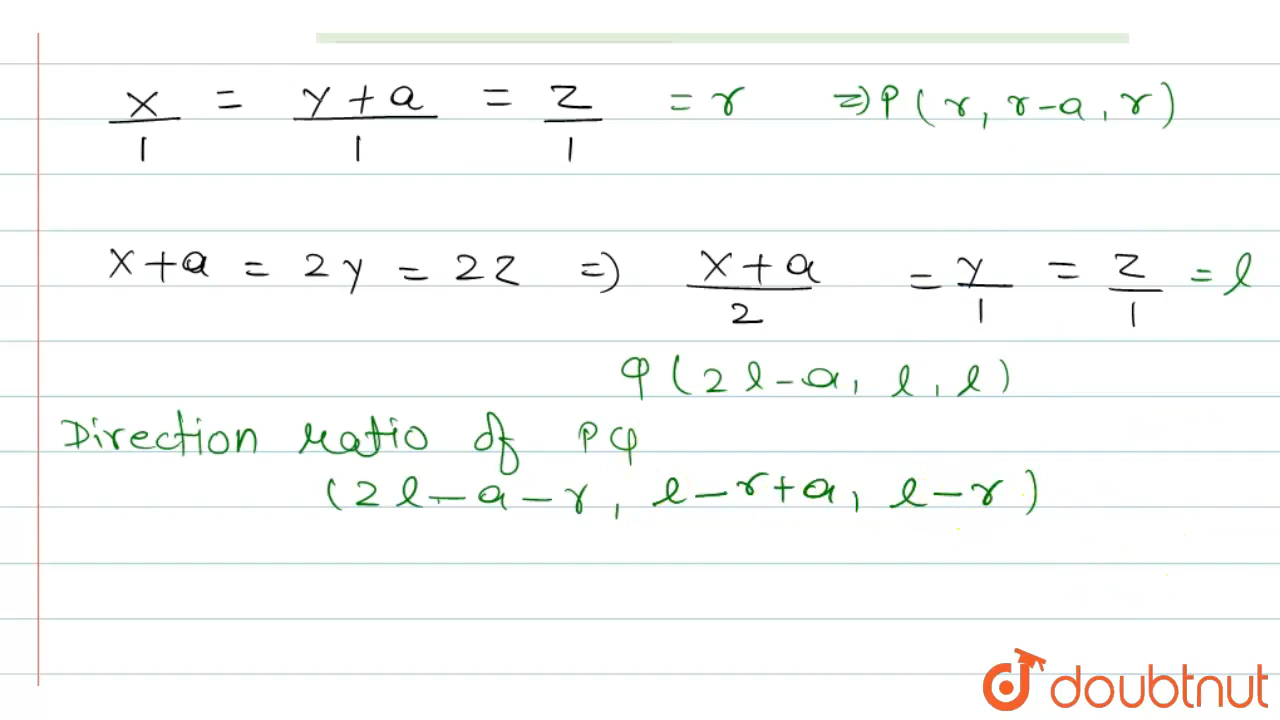 x/1 = y+a/1 = z/1 = r ⇒ P(r, r-a, r)
x+a = 2y = 2z ⇒ x+a/2 = y/1 = z/1 = l
Q(2l-a, l, l)
Direction ratio of PQ
(2l-a-r, l-r+a, l-r)
doubtnut